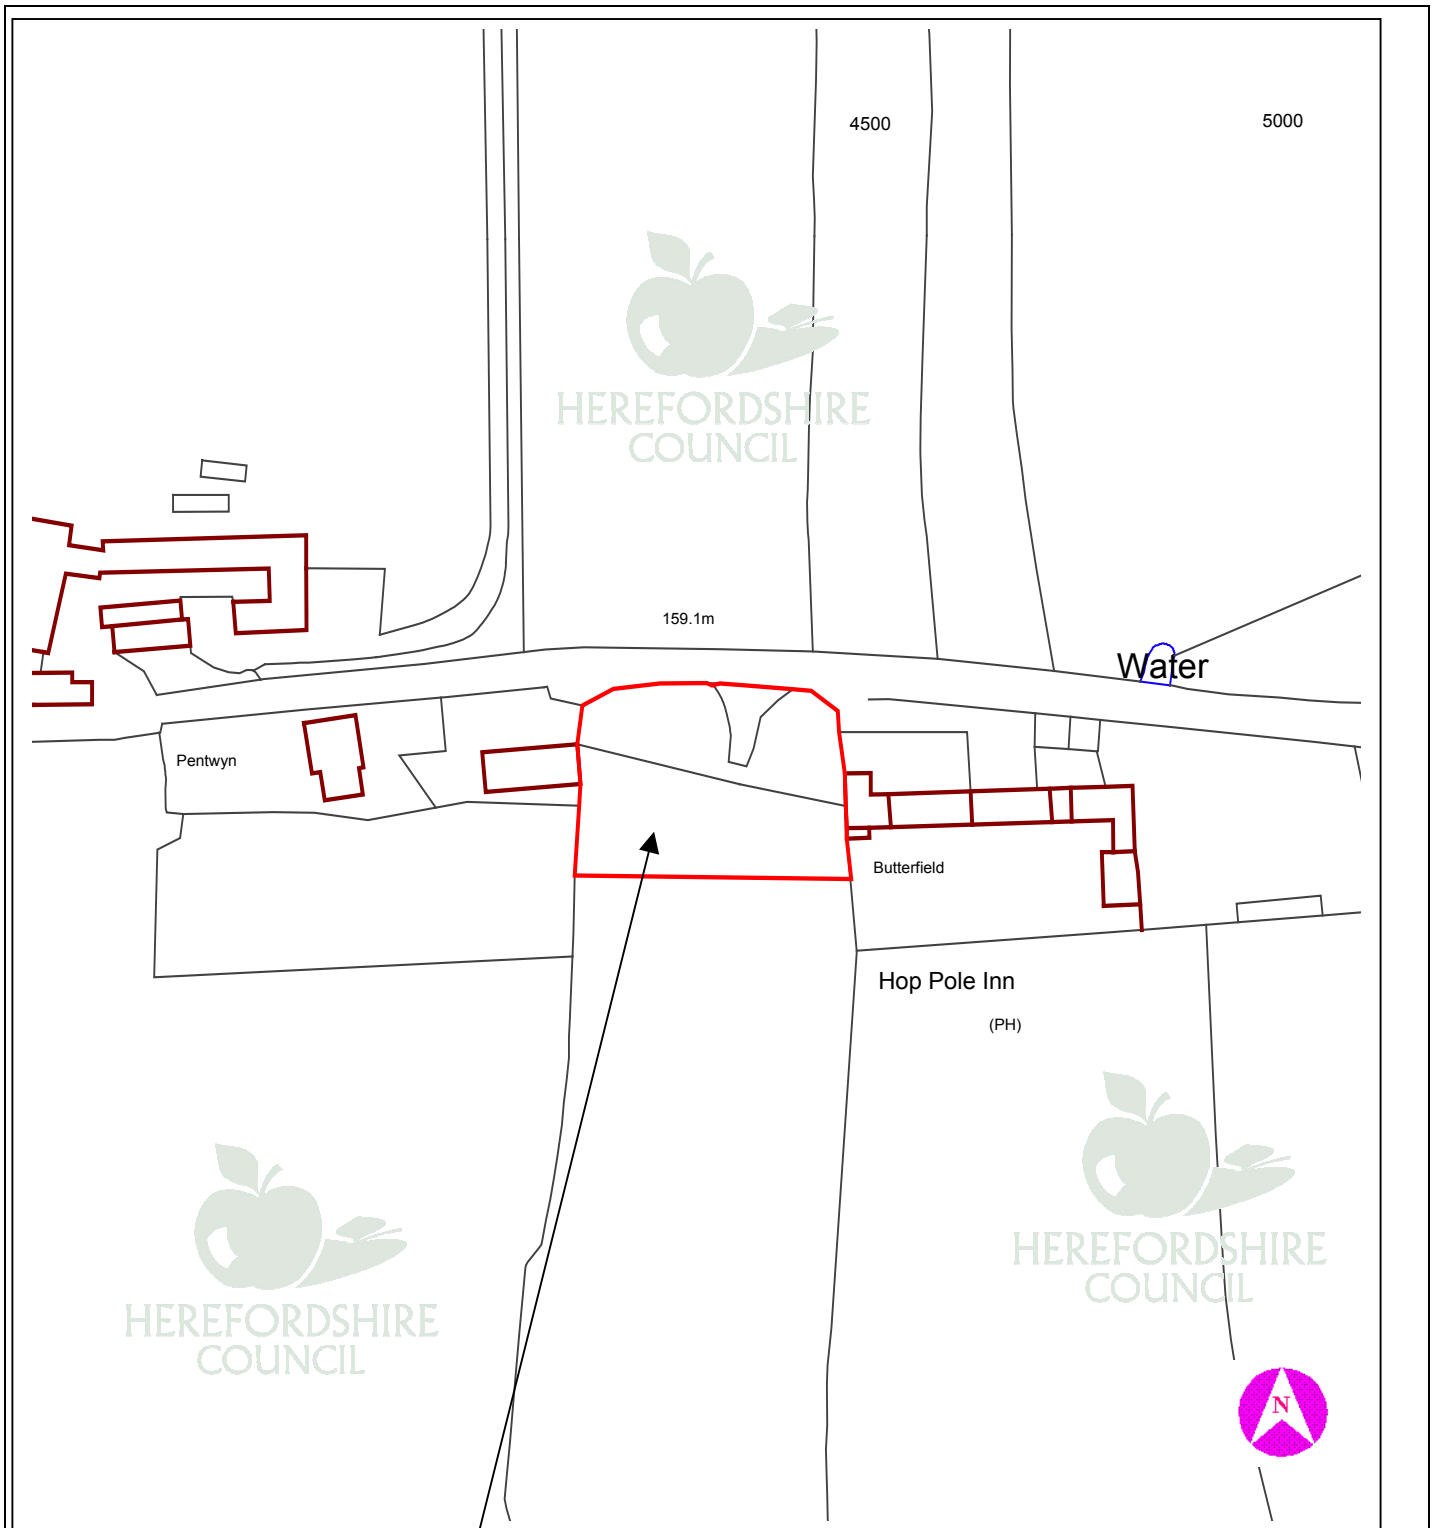 4500
5000
HEREFORDSHIRE
COUNCIL
159.1m
Water
Pentwyn
Butterfield
Hop Pole Inn
(PH)
HEREFORDSHIRE
COUNCIL
HEREFORDSHIRE
COUNCIL
N